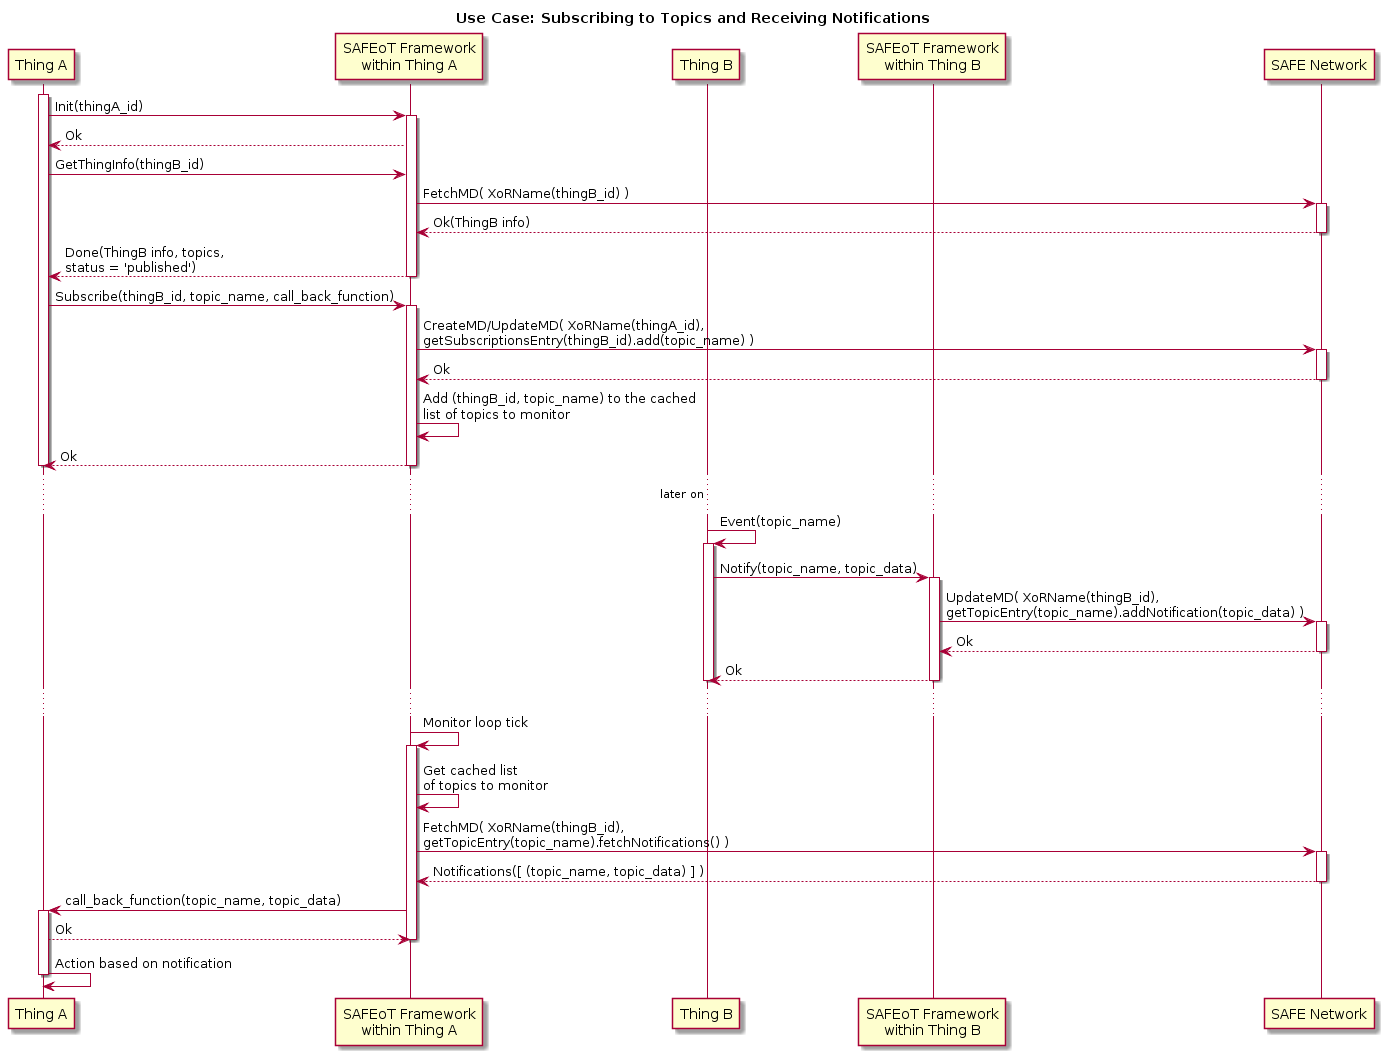 Use Case: Subscribing to Topics and Receiving Notifications
Thing A
SAFEoT Framework
within Thing A
Thing B
SAFEoT Framework
within Thing B
SAFE Network
Init(thingA_id)
Ok
GetThingInfo(thingB_id)
FetchMD( XoRName(thingB_id) )
Ok(ThingB info)
Done(ThingB info, topics,
status = 'published')
Subscribe(thingB_id, topic_name, call_back_function)
CreateMD/UpdateMD( XoRName(thingA_id),
getSubscriptionsEntry(thingB_id).add(topic_name) )
Ok
Add (thingB_id, topic_name) to the cached
list of topics to monitor
Ok
later on
Event(topic_name)
Notify(topic_name, topic_data)
UpdateMD( XoRName(thingB_id),
getTopicEntry(topic_name).addNotification(topic_data) )
Ok
Ok
Monitor loop tick
Get cached list
of topics to monitor
FetchMD( XoRName(thingB_id),
getTopicEntry(topic_name).fetchNotifications() )
Notifications([ (topic_name, topic_data) ] )
call_back_function(topic_name, topic_data)
Ok
Action based on notification
Thing A
SAFEoT Framework
within Thing A
Thing B
SAFEoT Framework
within Thing B
SAFE Network